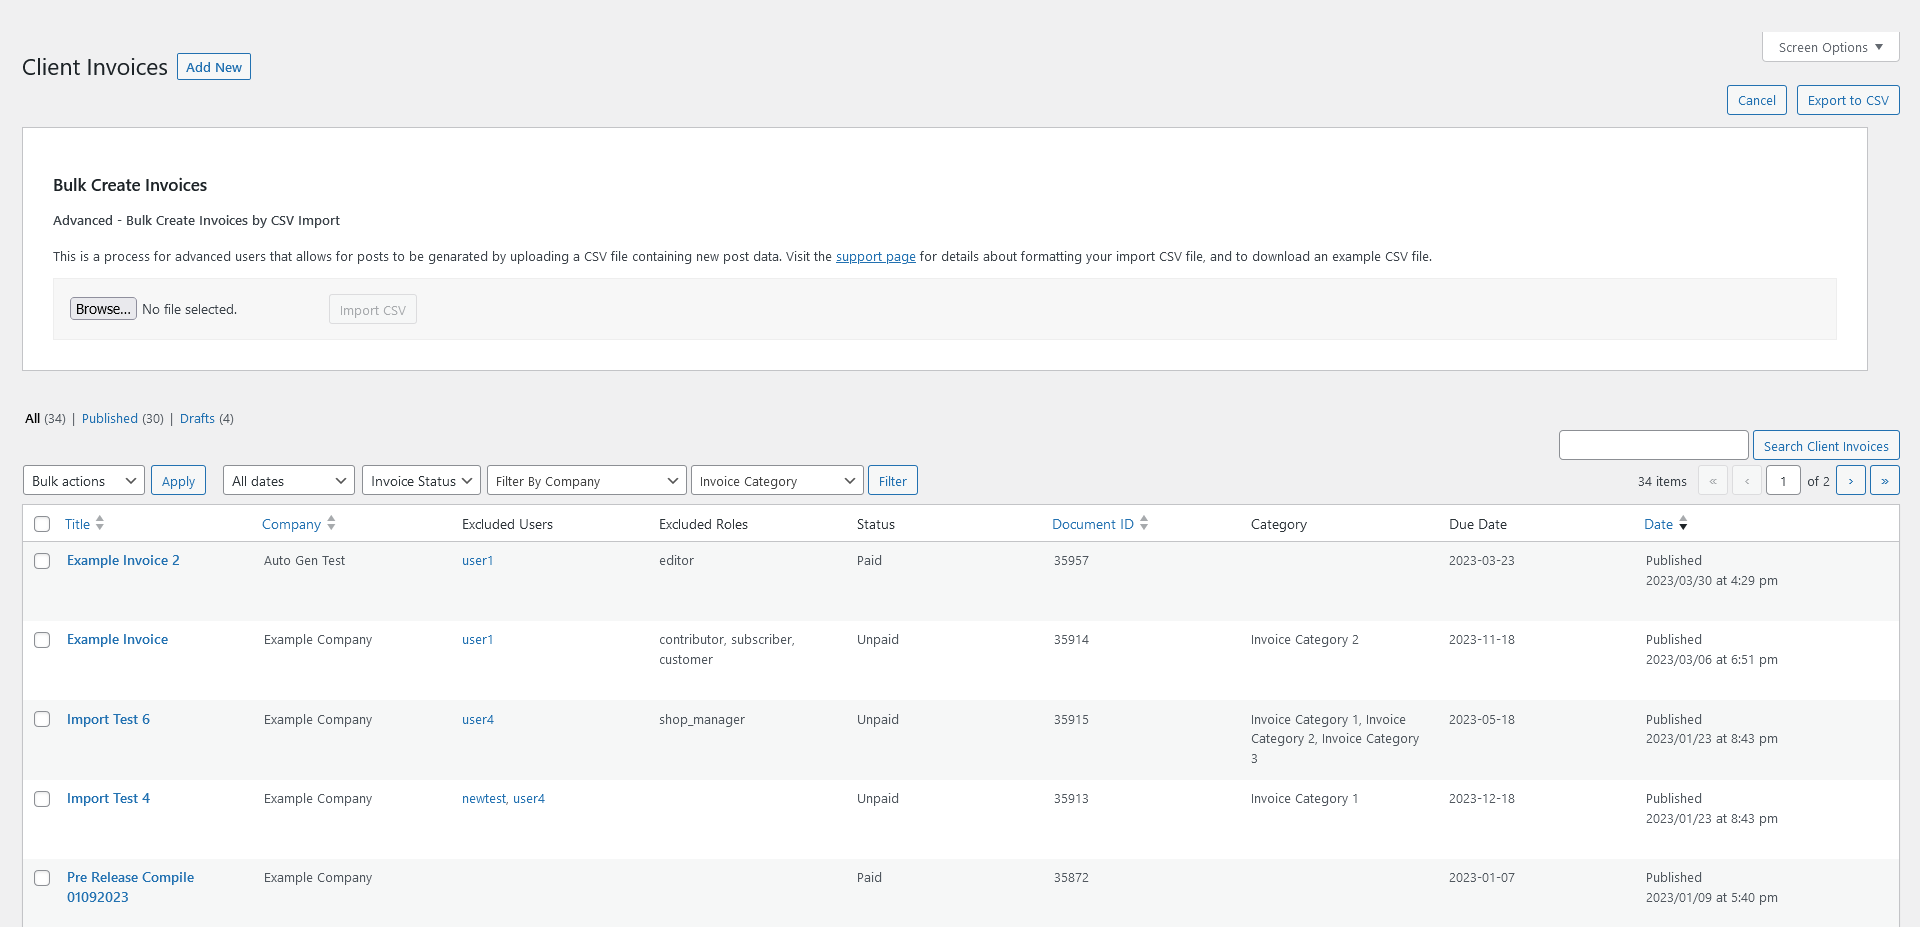 Screen Options
Client Invoices Add New
Cancel Export to CSV
Bulk Create Invoices
Advanced - Bulk Create Invoices by CSV Import
This is a process for advanced users that allows for posts to be genarated by uploading a CSV file containing new post data. Visit the support page for details about formatting your import CSV file, and to download an example CSV file.
Browse... No file selected. Import CSV
All (34) | Published (30) | Drafts (4)
Search Client Invoices
Bulk actions Apply All dates Invoice Status Filter By Company Invoice Category Filter 34 items « ‹ 1 of 2 › »
Title Company Excluded Users Excluded Roles Status Document ID Category Due Date Date
Example Invoice 2 Auto Gen Test user1 editor Paid 35957 2023-03-23 Published
2023/03/30 at 4:29 pm
Example Invoice Example Company user1 contributor, subscriber, Unpaid 35914 Invoice Category 2 2023-11-18 Published
customer 2023/03/06 at 6:51 pm
Import Test 6 Example Company user4 shop_manager Unpaid 35915 Invoice Category 1, Invoice 2023-05-18 Published
Category 2, Invoice Category 2023/01/23 at 8:43 pm
3
Import Test 4 Example Company newtest, user4 Unpaid 35913 Invoice Category 1 2023-12-18 Published
2023/01/23 at 8:43 pm
Pre Release Compile Example Company Paid 35872 2023-01-07 Published
01092023 2023/01/09 at 5:40 pm